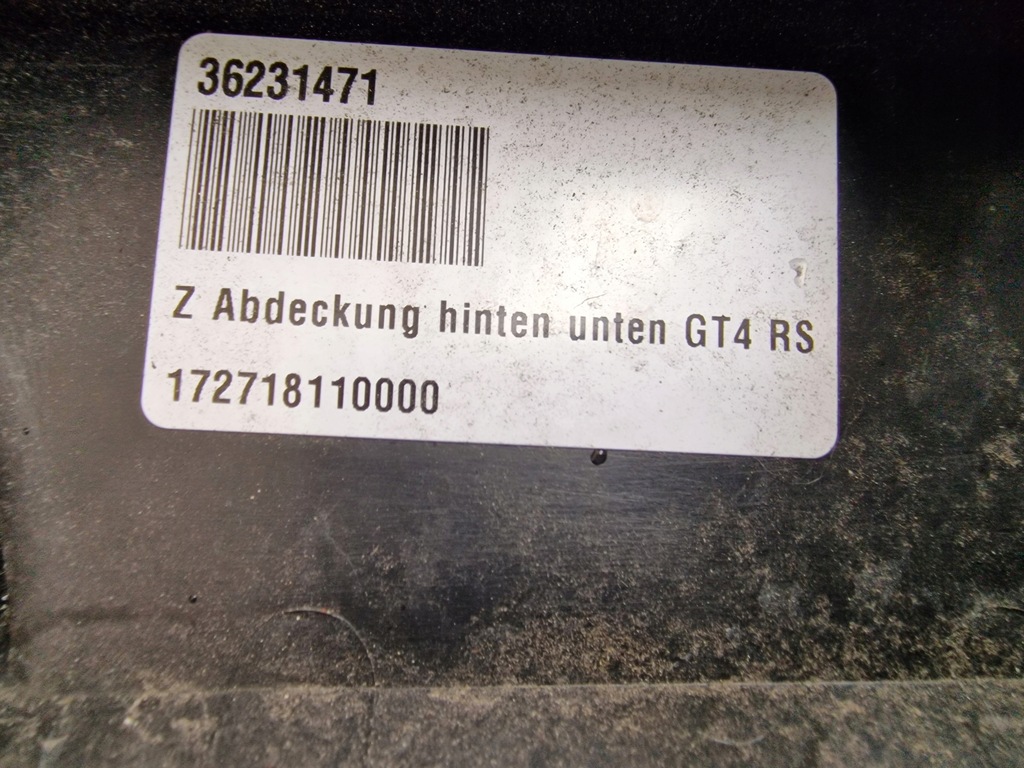 36231471
Z Abdeckung hinten unten GT4 RS
172718110000